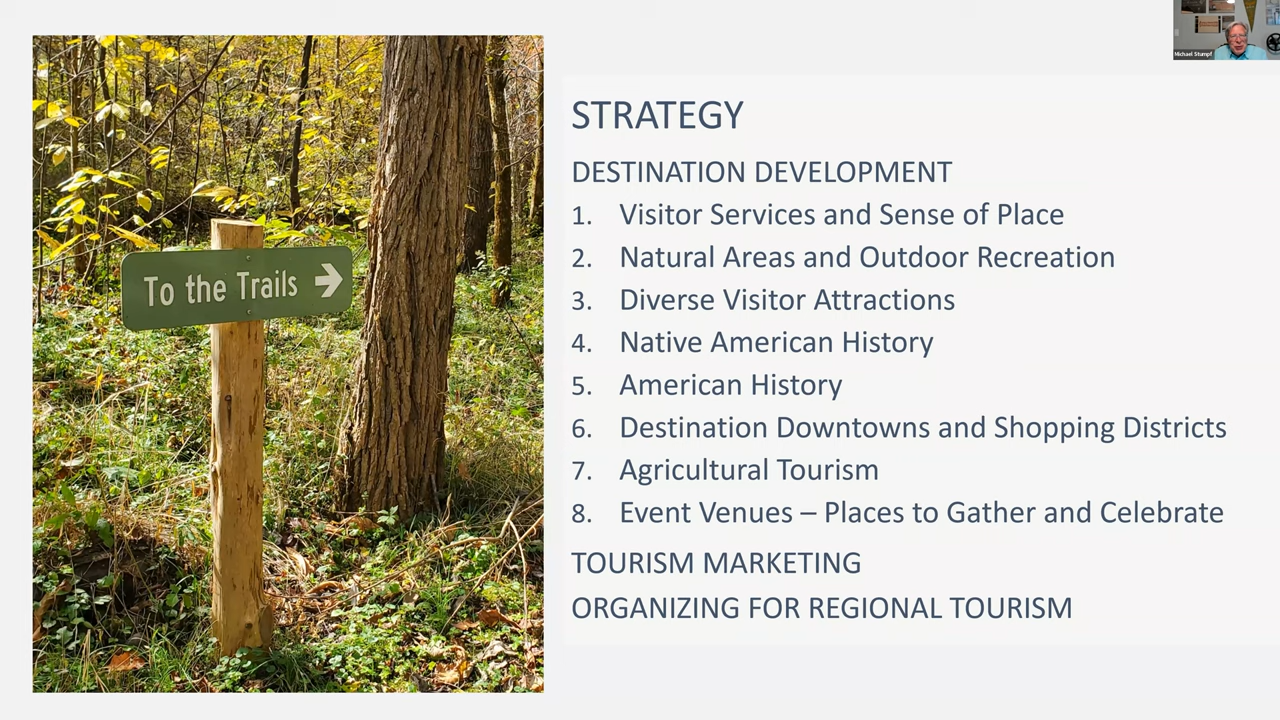 Michael Stumpf
To the Trails
STRATEGY
DESTINATION DEVELOPMENT
1. Visitor Services and Sense of Place
2. Natural Areas and Outdoor Recreation
3. Diverse Visitor Attractions
4. Native American History
5. American History
6. Destination Downtowns and Shopping Districts
7. Agricultural Tourism
8. Event Venues – Places to Gather and Celebrate
TOURISM MARKETING
ORGANIZING FOR REGIONAL TOURISM